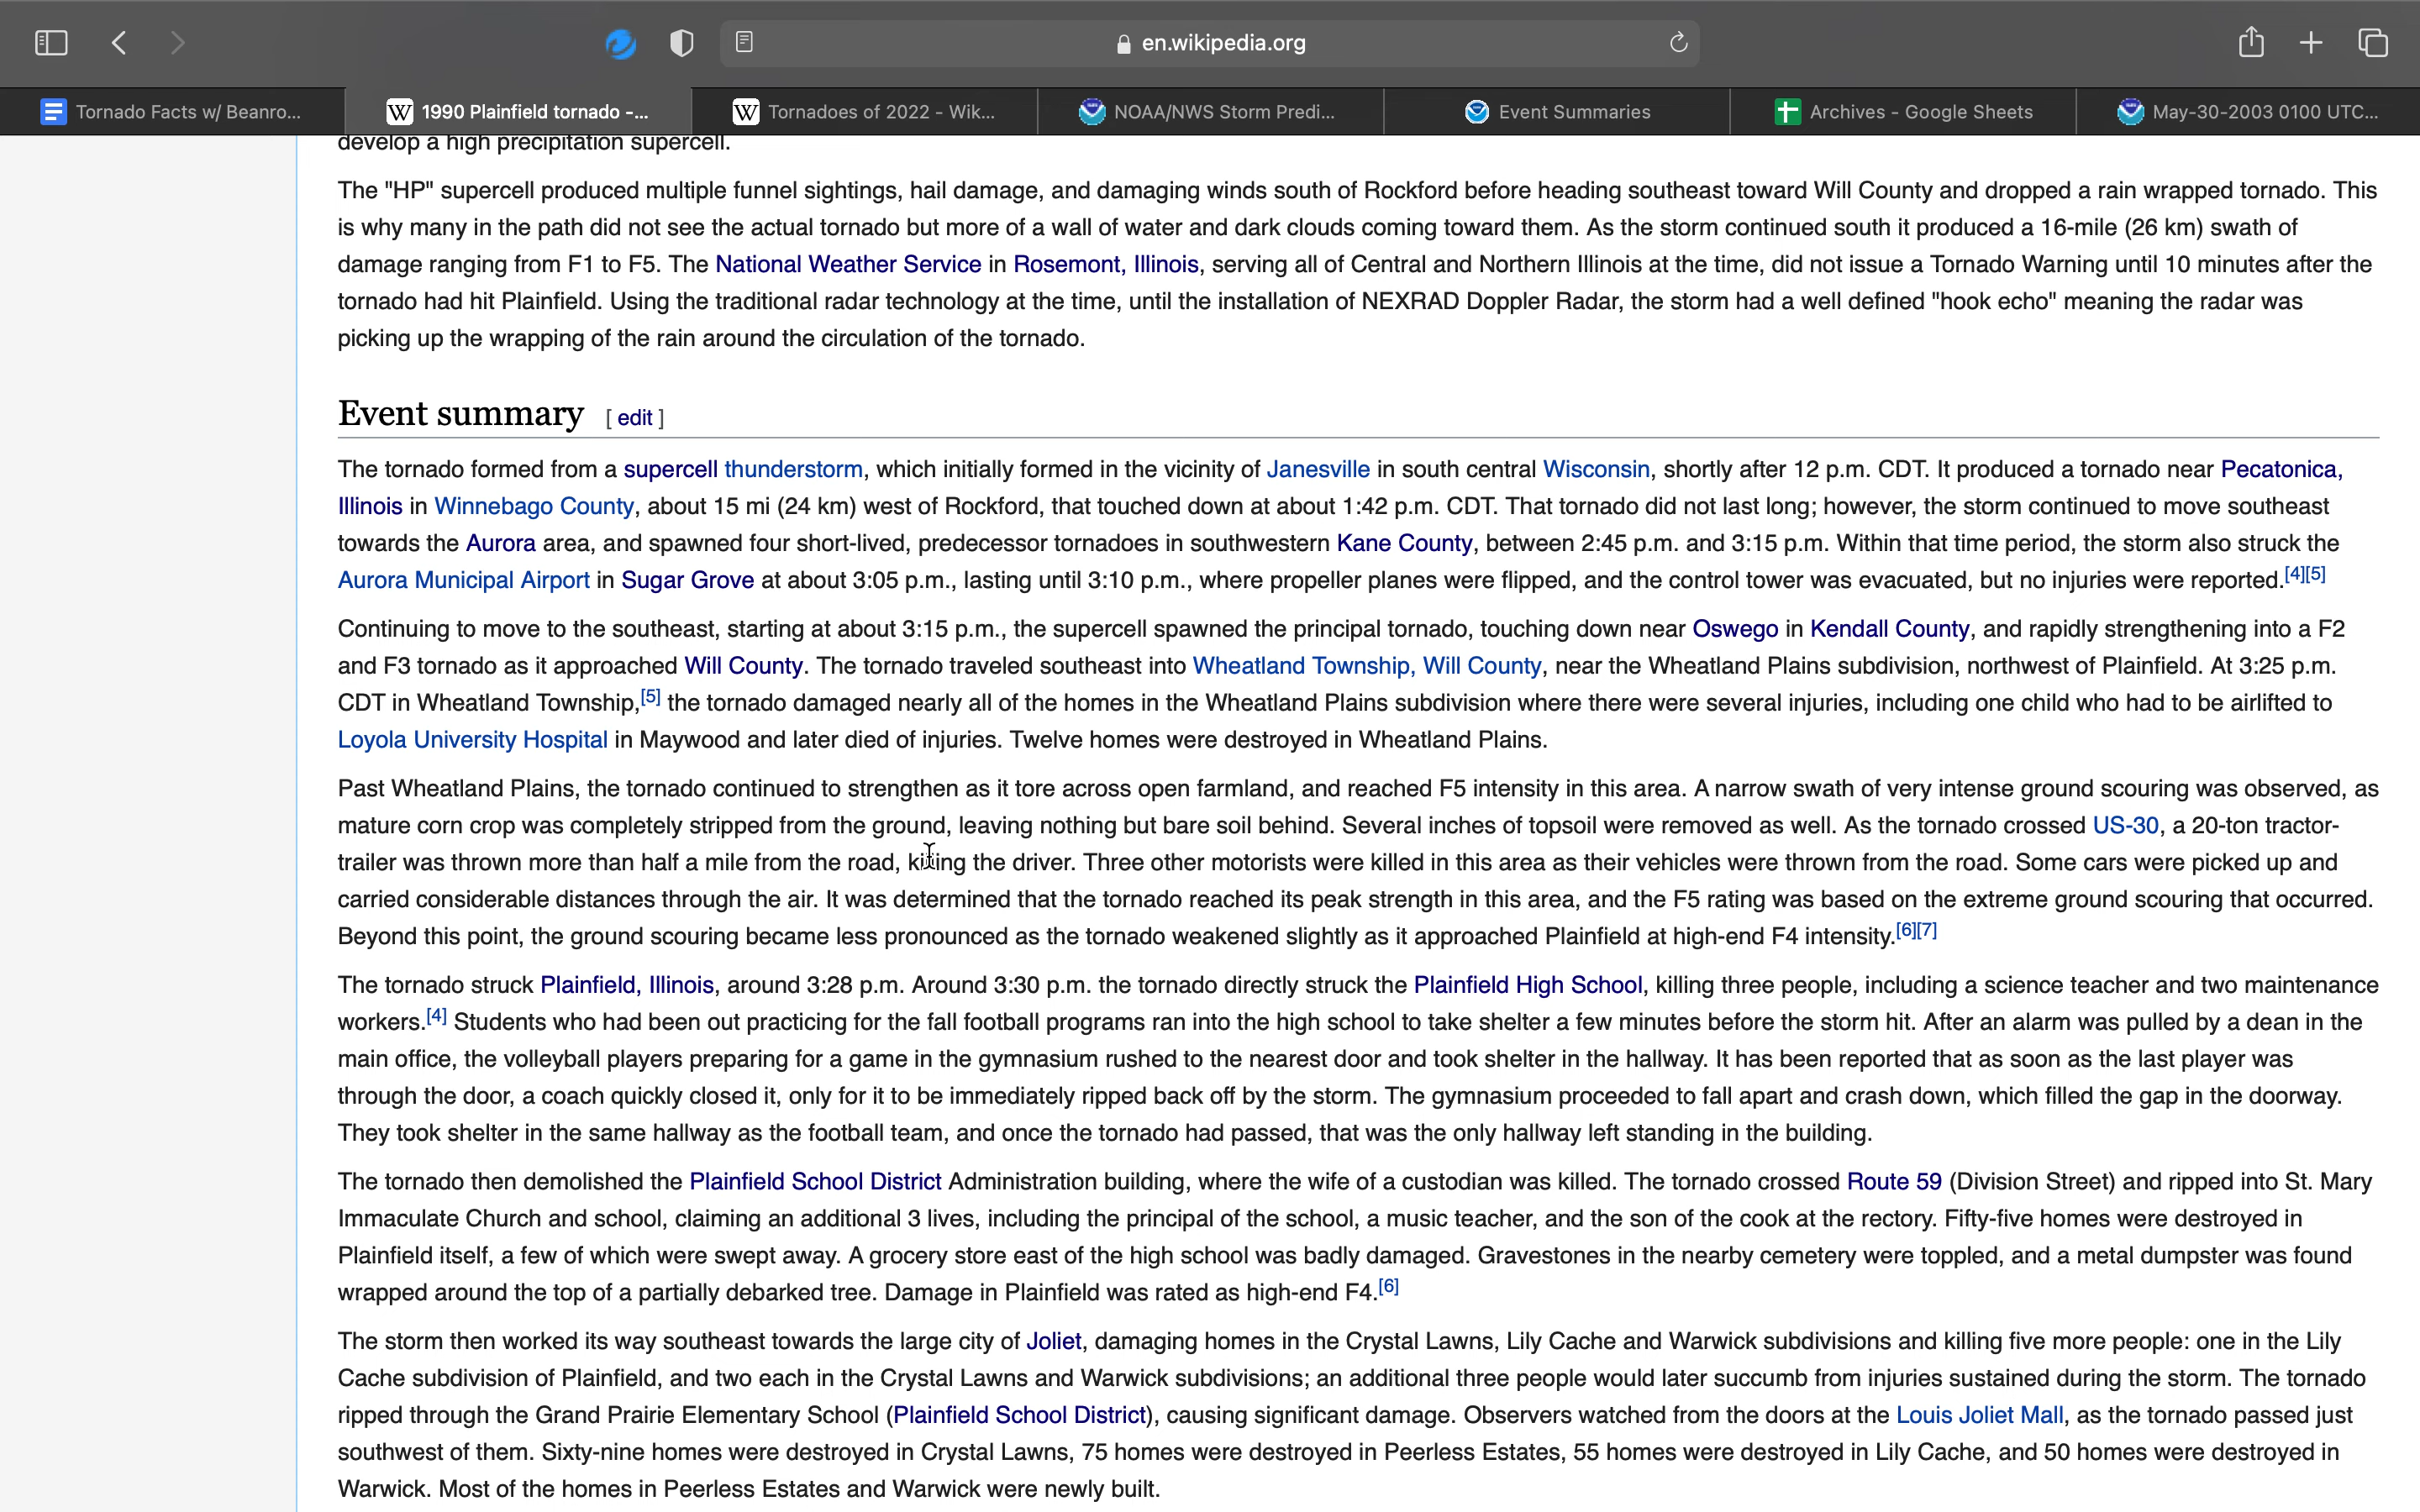 en.wikipedia.org
Tornado Facts w/ Beanro...
1990 Plainfield tornado -...
Tornadoes of 2022 - Wik...
NOAA/NWS Storm Predi...
Event Summaries
Archives - Google Sheets
May-30-2003 0100 UTC...
develop a high precipitation supercell.
The "HP" supercell produced multiple funnel sightings, hail damage, and damaging winds south of Rockford before heading southeast toward Will County and dropped a rain wrapped tornado. This
is why many in the path did not see the actual tornado but more of a wall of water and dark clouds coming toward them. As the storm continued south it produced a 16-mile (26 km) swath of
damage ranging from F1 to F5. The National Weather Service in Rosemont, Illinois, serving all of Central and Northern Illinois at the time, did not issue a Tornado Warning until 10 minutes after the
tornado had hit Plainfield. Using the traditional radar technology at the time, until the installation of NEXRAD Doppler Radar, the storm had a well defined "hook echo" meaning the radar was
picking up the wrapping of the rain around the circulation of the tornado.
Event summary [ edit ]
The tornado formed from a supercell thunderstorm, which initially formed in the vicinity of Janesville in south central Wisconsin, shortly after 12 p.m. CDT. It produced a tornado near Pecatonica,
Illinois in Winnebago County, about 15 mi (24 km) west of Rockford, that touched down at about 1:42 p.m. CDT. That tornado did not last long; however, the storm continued to move southeast
towards the Aurora area, and spawned four short-lived, predecessor tornadoes in southwestern Kane County, between 2:45 p.m. and 3:15 p.m. Within that time period, the storm also struck the
Aurora Municipal Airport in Sugar Grove at about 3:05 p.m., lasting until 3:10 p.m., where propeller planes were flipped, and the control tower was evacuated, but no injuries were reported.[4][5]
Continuing to move to the southeast, starting at about 3:15 p.m., the supercell spawned the principal tornado, touching down near Oswego in Kendall County, and rapidly strengthening into a F2
and F3 tornado as it approached Will County. The tornado traveled southeast into Wheatland Township, Will County, near the Wheatland Plains subdivision, northwest of Plainfield. At 3:25 p.m.
CDT in Wheatland Township,[5] the tornado damaged nearly all of the homes in the Wheatland Plains subdivision where there were several injuries, including one child who had to be airlifted to
Loyola University Hospital in Maywood and later died of injuries. Twelve homes were destroyed in Wheatland Plains.
Past Wheatland Plains, the tornado continued to strengthen as it tore across open farmland, and reached F5 intensity in this area. A narrow swath of very intense ground scouring was observed, as
mature corn crop was completely stripped from the ground, leaving nothing but bare soil behind. Several inches of topsoil were removed as well. As the tornado crossed US-30, a 20-ton tractor-
trailer was thrown more than half a mile from the road, killing the driver. Three other motorists were killed in this area as their vehicles were thrown from the road. Some cars were picked up and
carried considerable distances through the air. It was determined that the tornado reached its peak strength in this area, and the F5 rating was based on the extreme ground scouring that occurred.
Beyond this point, the ground scouring became less pronounced as the tornado weakened slightly as it approached Plainfield at high-end F4 intensity.[6][7]
The tornado struck Plainfield, Illinois, around 3:28 p.m. Around 3:30 p.m. the tornado directly struck the Plainfield High School, killing three people, including a science teacher and two maintenance
workers.[4] Students who had been out practicing for the fall football programs ran into the high school to take shelter a few minutes before the storm hit. After an alarm was pulled by a dean in the
main office, the volleyball players preparing for a game in the gymnasium rushed to the nearest door and took shelter in the hallway. It has been reported that as soon as the last player was
through the door, a coach quickly closed it, only for it to be immediately ripped back off by the storm. The gymnasium proceeded to fall apart and crash down, which filled the gap in the doorway.
They took shelter in the same hallway as the football team, and once the tornado had passed, that was the only hallway left standing in the building.
The tornado then demolished the Plainfield School District Administration building, where the wife of a custodian was killed. The tornado crossed Route 59 (Division Street) and ripped into St. Mary
Immaculate Church and school, claiming an additional 3 lives, including the principal of the school, a music teacher, and the son of the cook at the rectory. Fifty-five homes were destroyed in
Plainfield itself, a few of which were swept away. A grocery store east of the high school was badly damaged. Gravestones in the nearby cemetery were toppled, and a metal dumpster was found
wrapped around the top of a partially debarked tree. Damage in Plainfield was rated as high-end F4.[6]
The storm then worked its way southeast towards the large city of Joliet, damaging homes in the Crystal Lawns, Lily Cache and Warwick subdivisions and killing five more people: one in the Lily
Cache subdivision of Plainfield, and two each in the Crystal Lawns and Warwick subdivisions; an additional three people would later succumb from injuries sustained during the storm. The tornado
ripped through the Grand Prairie Elementary School (Plainfield School District), causing significant damage. Observers watched from the doors at the Louis Joliet Mall, as the tornado passed just
southwest of them. Sixty-nine homes were destroyed in Crystal Lawns, 75 homes were destroyed in Peerless Estates, 55 homes were destroyed in Lily Cache, and 50 homes were destroyed in
Warwick. Most of the homes in Peerless Estates and Warwick were newly built.